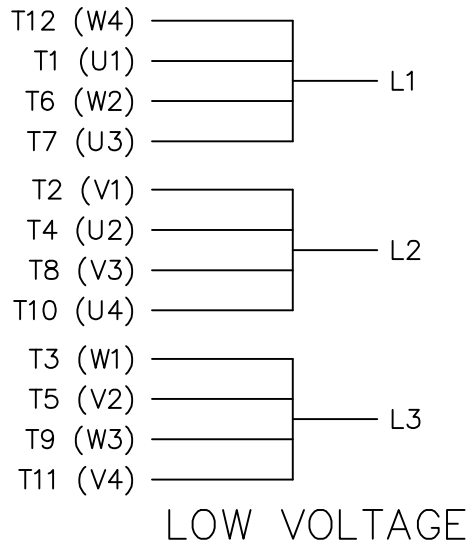 T12 (W4)
T1 (U1)
L1
T6 (W2)
T7 (U3)
T2 (V1)
T4 (U2)
L2
T8 (V3)
T10 (U4)
T3 (W1)
T5 (V2)
L3
T9 (W3)
T11 (V4)
LOW VOLTAGE